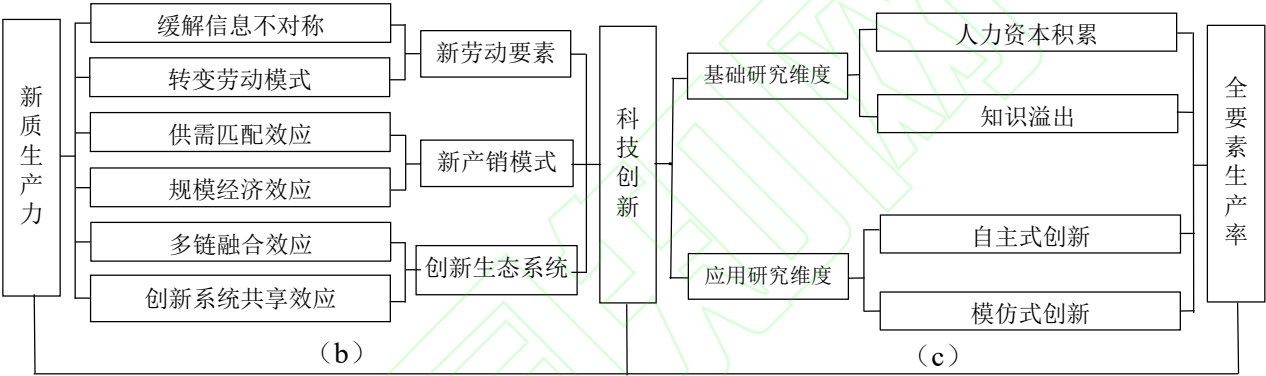 新质生产力
缓解信息不对称
转变劳动模式
供需匹配效应
规模经济效应
多链融合效应
创新系统共享效应
新劳动要素
新产销模式
创新生态系统
科技创新
基础研究维度
应用研究维度
人力资本积累
知识溢出
自主式创新
模仿式创新
全要素生产率
（b）
（c）